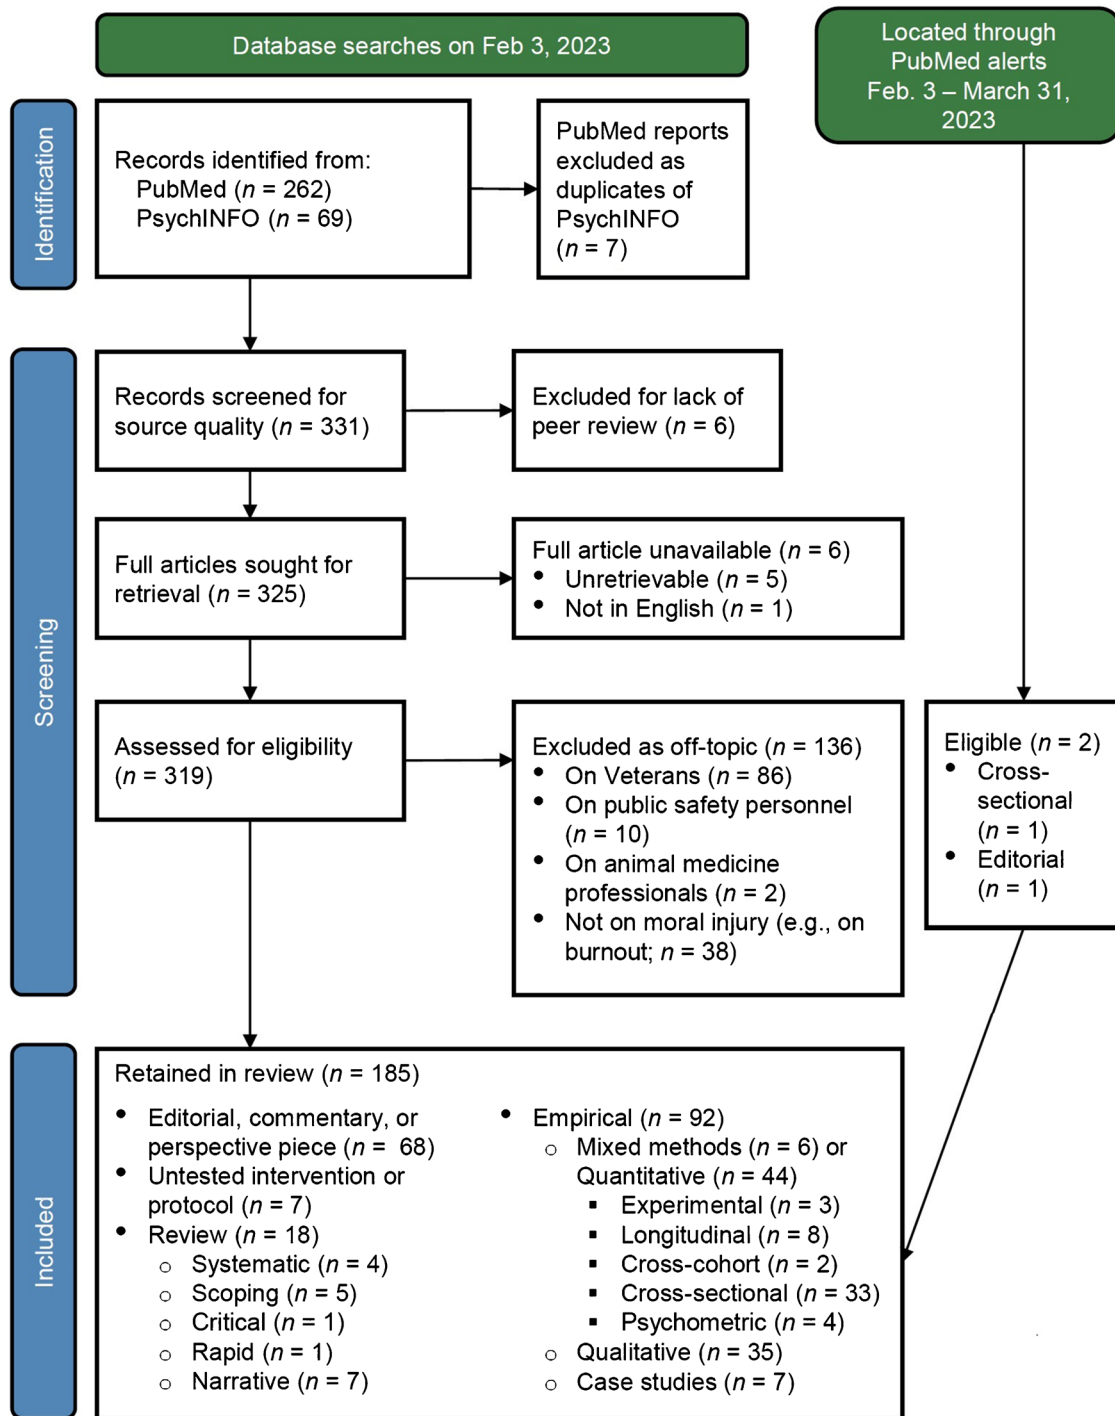 Database searches on Feb 3, 2023
Located through
PubMed alerts
Feb. 3 – March 31,
2023
Identification
Records identified from:
PubMed (n = 262)
PsychINFO (n = 69)
PubMed reports
excluded as
duplicates of
PsychINFO
(n = 7)
Screening
Records screened for
source quality (n = 331)
Excluded for lack of
peer review (n = 6)
Full articles sought for
retrieval (n = 325)
Full article unavailable (n = 6)
• Unretrievable (n = 5)
• Not in English (n = 1)
Assessed for eligibility
(n = 319)
Excluded as off-topic (n = 136)
• On Veterans (n = 86)
• On public safety personnel
(n = 10)
• On animal medicine
professionals (n = 2)
• Not on moral injury (e.g., on
burnout; n = 38)
Eligible (n = 2)
• Cross-
sectional
(n = 1)
• Editorial
(n = 1)
Included
Retained in review (n = 185)
• Editorial, commentary, or
perspective piece (n = 68)
• Untested intervention or
protocol (n = 7)
• Review (n = 18)
○ Systematic (n = 4)
○ Scoping (n = 5)
○ Critical (n = 1)
○ Rapid (n = 1)
○ Narrative (n = 7)
• Empirical (n = 92)
○ Mixed methods (n = 6) or
Quantitative (n = 44)
▪ Experimental (n = 3)
▪ Longitudinal (n = 8)
▪ Cross-cohort (n = 2)
▪ Cross-sectional (n = 33)
▪ Psychometric (n = 4)
○ Qualitative (n = 35)
○ Case studies (n = 7)